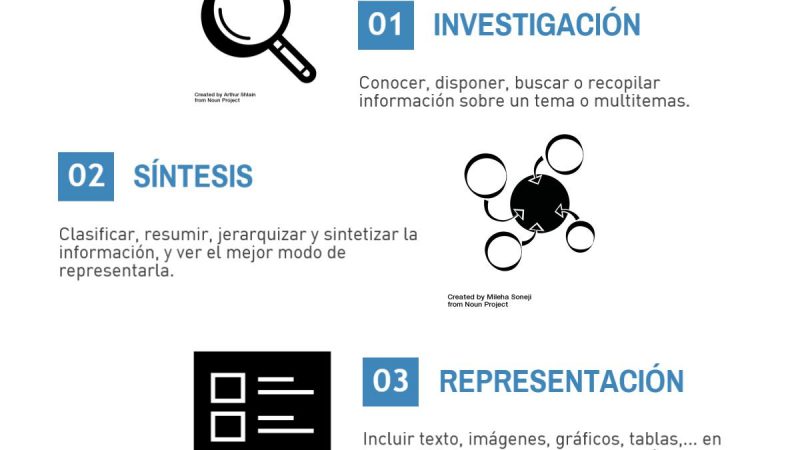 01 INVESTIGACIÓN
Created by Arthur Shlain
from Noun Project
Conocer, disponer, buscar o recopilar
información sobre un tema o multitemas.
02 SÍNTESIS
Clasificar, resumir, jerarquizar y sintetizar la
información, y ver el mejor modo de
representarla.
Created by Mileha Soneji
from Noun Project
03 REPRESENTACIÓN
Incluir texto, imágenes, gráficos, tablas,... en